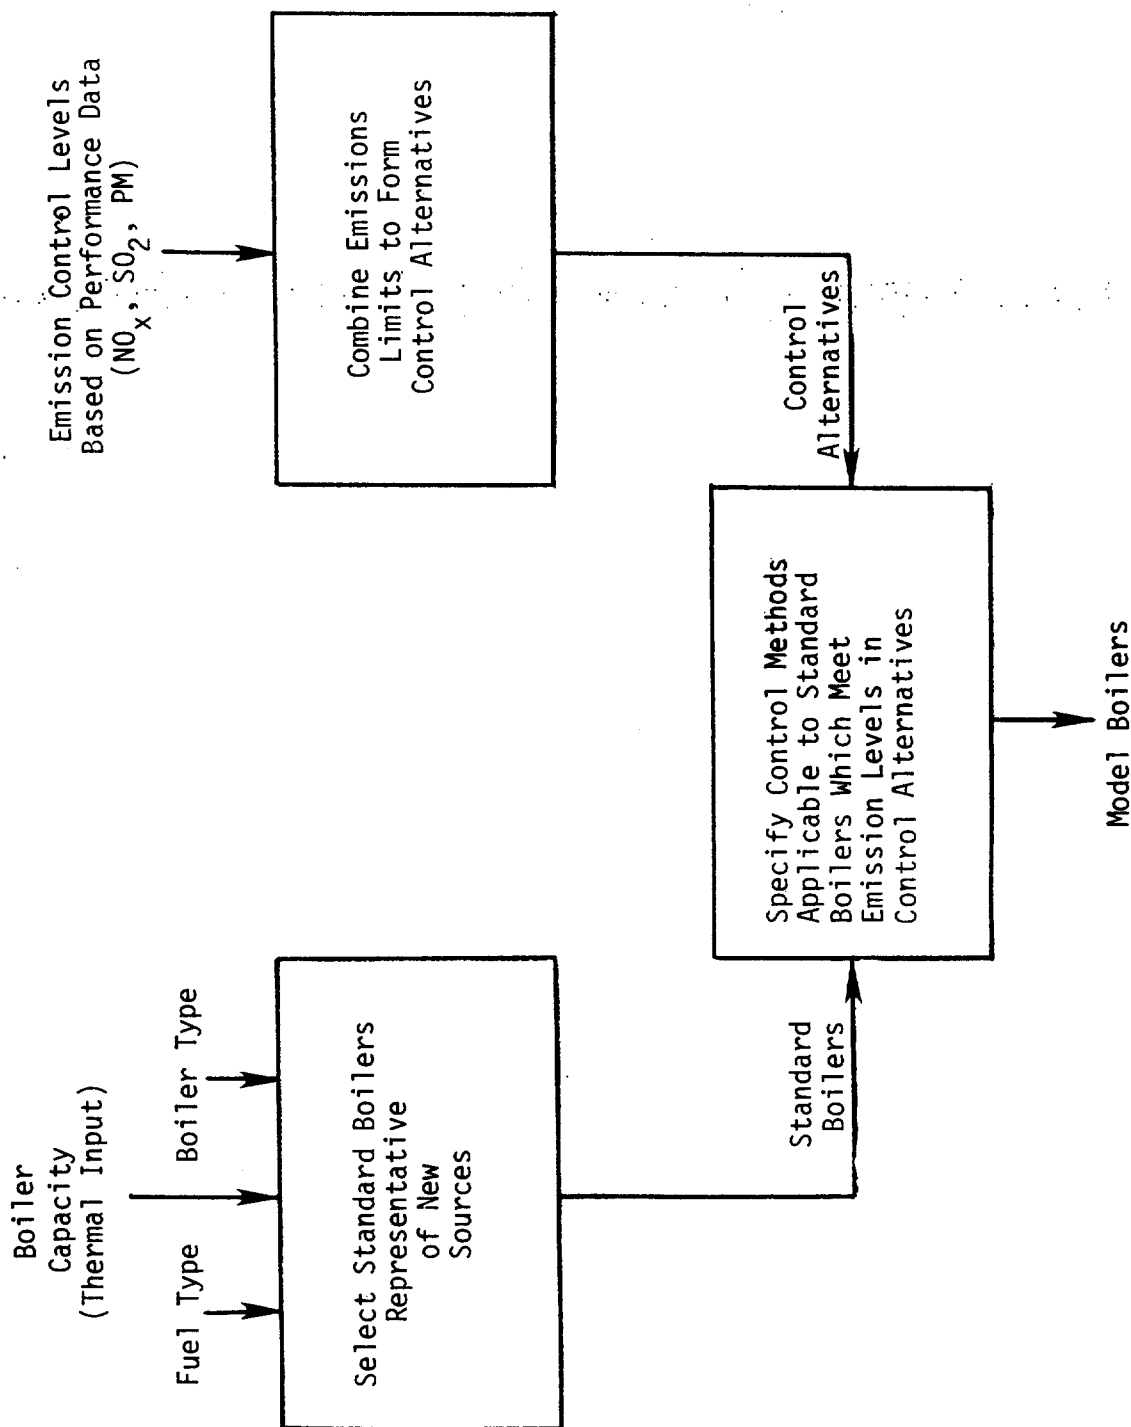 Boiler
Capacity
(Thermal Input)
Fuel Type
Boiler Type
Select Standard Boilers
Representative
of New
Sources
Emission Control Levels
Based on Performance Data
(NOx, SO2, PM)
Combine Emissions
Limits to Form
Control Alternatives
Standard
Boilers
Control
Alternatives
Specify Control Methods
Applicable to Standard
Boilers Which Meet
Emission Levels in
Control Alternatives
Model Boilers